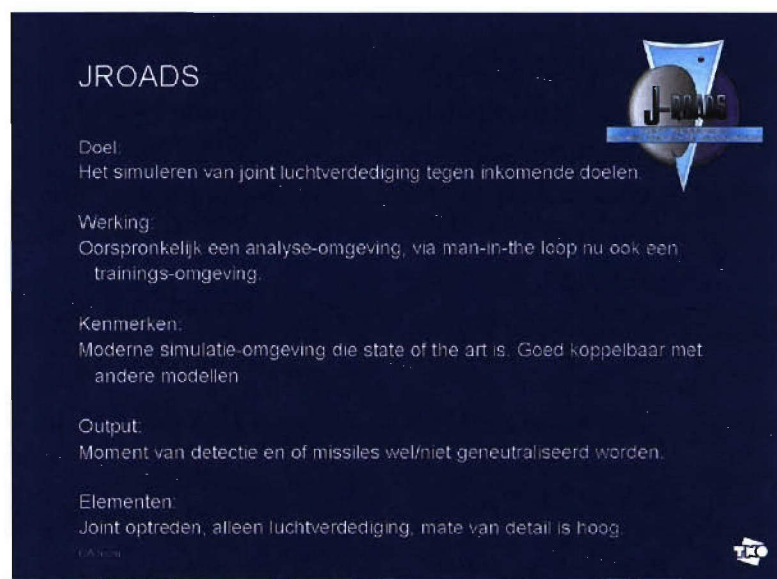 JROADS
J-ROADS
Doel:
Het simuleren van joint luchtverdediging tegen inkomende doelen.
Werking:
Oorspronkelijk een analyse-omgeving, via man-in-the loop nu ook een
trainings-omgeving.
Kenmerken:
Moderne simulatie-omgeving die state of the art is. Goed koppelbaar met
andere modellen
Output:
Moment van detectie en of missiles wel/niet geneutraliseerd worden.
Elementen:
Joint optreden, alleen luchtverdediging, mate van detail is hoog.
TNO